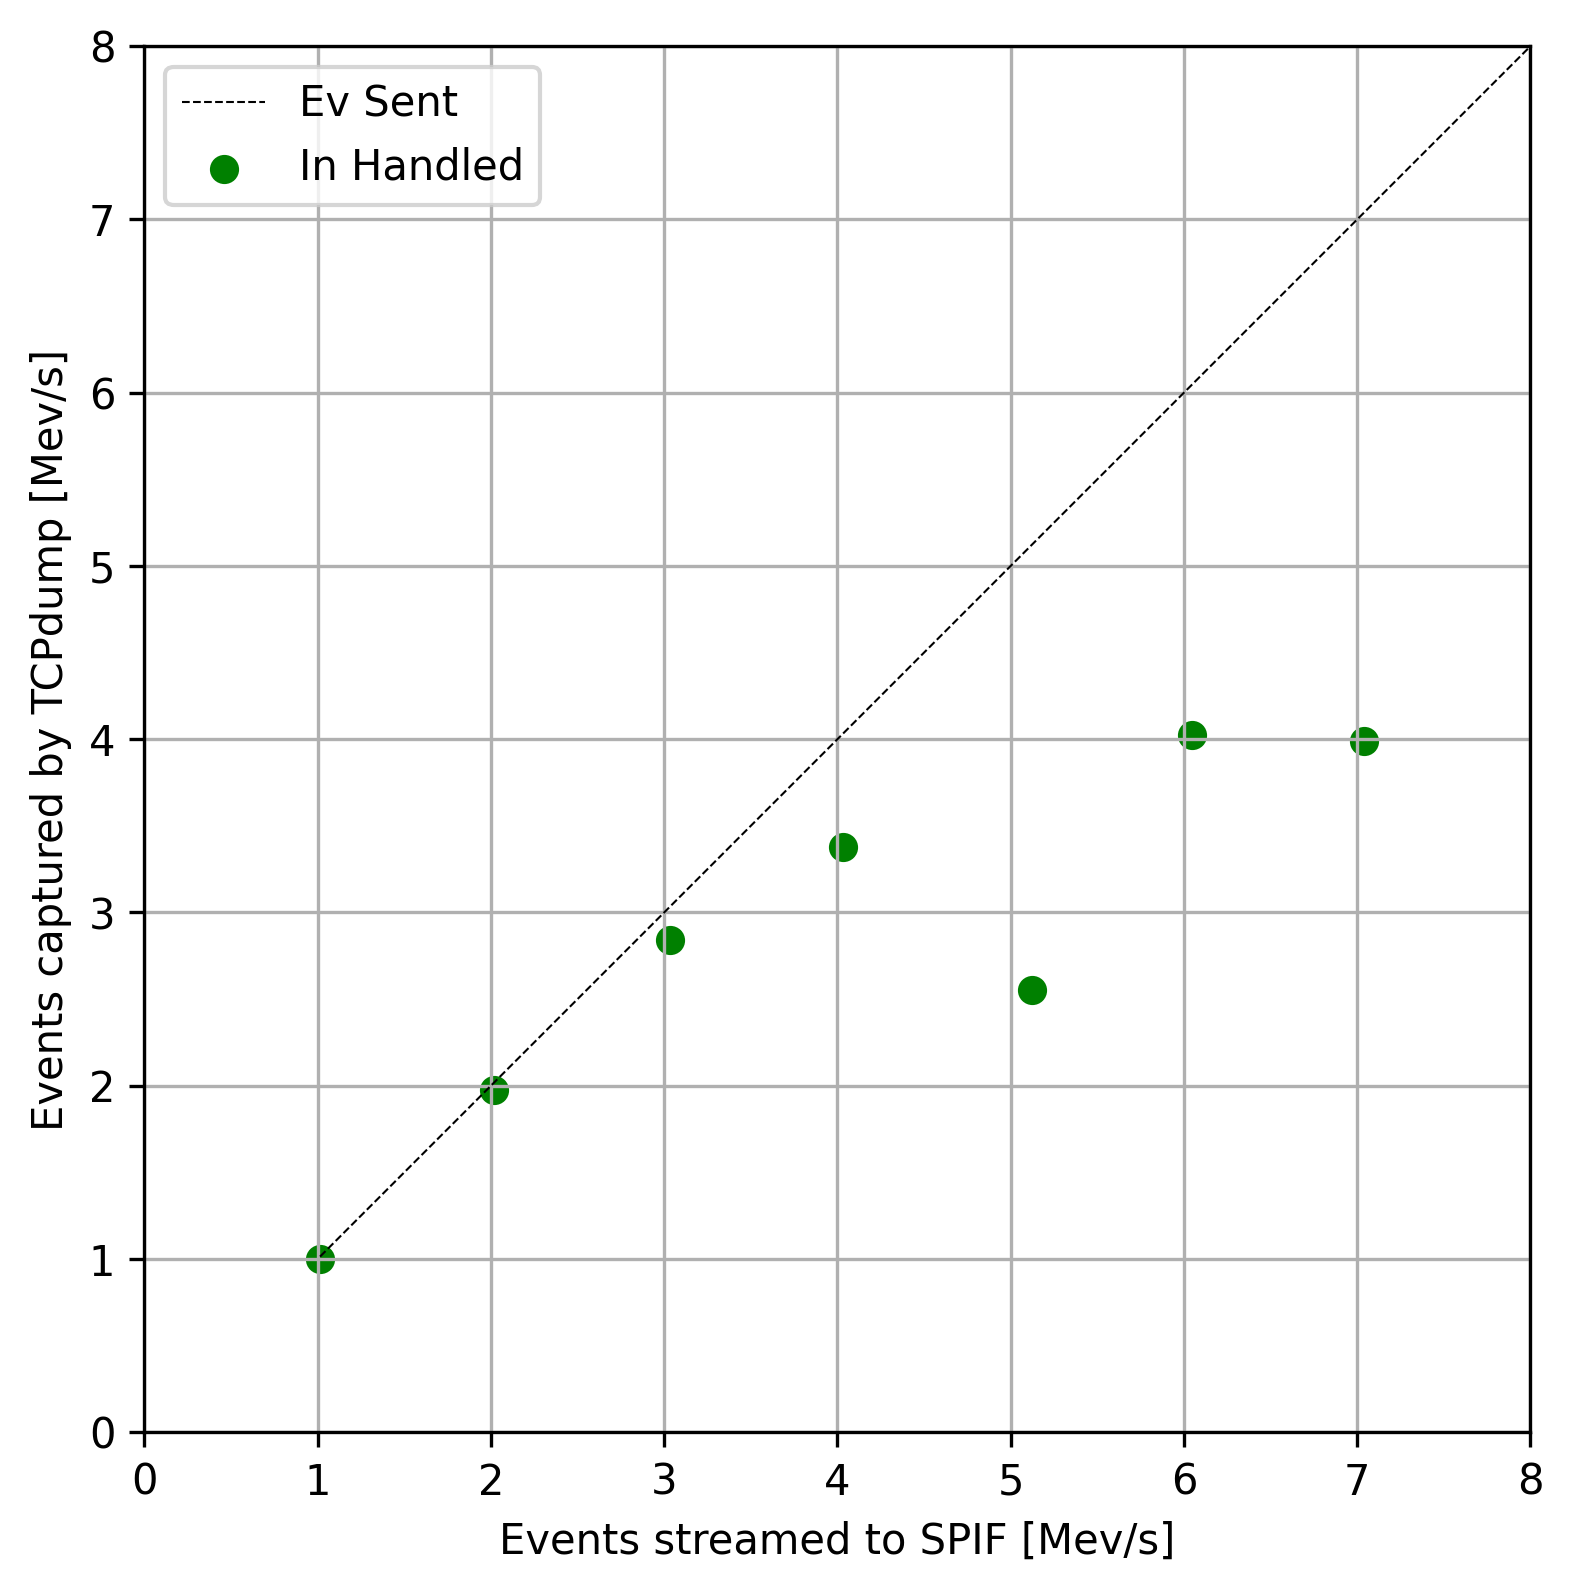 Ev Sent
In Handled
8
7
6
5
4
3
2
1
0
Events captured by TCPdump [Mev/s]
0 1 2 3 4 5 6 7 8
Events streamed to SPIF [Mev/s]